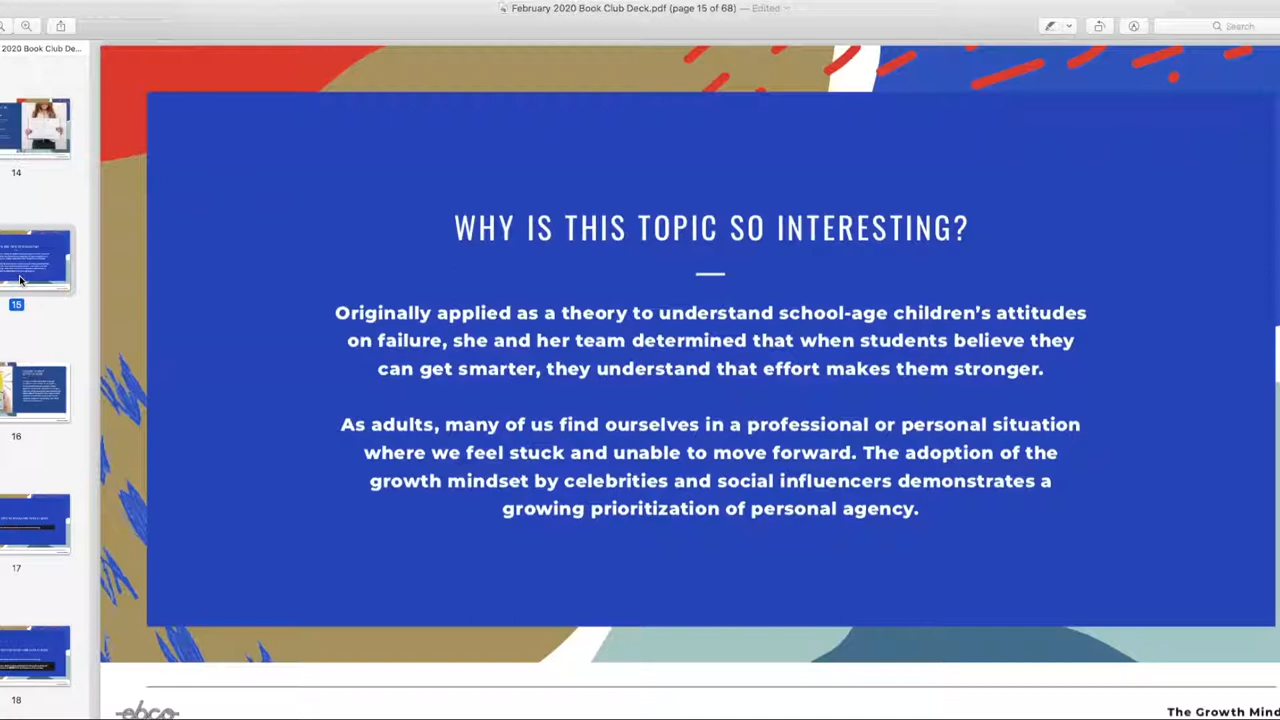 February 2020 Book Club Deck.pdf (page 15 of 68) — Edited
Search
2020 Book Club De...
14
15
16
17
18
WHY IS THIS TOPIC SO INTERESTING?
Originally applied as a theory to understand school-age children's attitudes
on failure, she and her team determined that when students believe they
can get smarter, they understand that effort makes them stronger.
As adults, many of us find ourselves in a professional or personal situation
where we feel stuck and unable to move forward. The adoption of the
growth mindset by celebrities and social influencers demonstrates a
growing prioritization of personal agency.
ebco
The Growth Mind